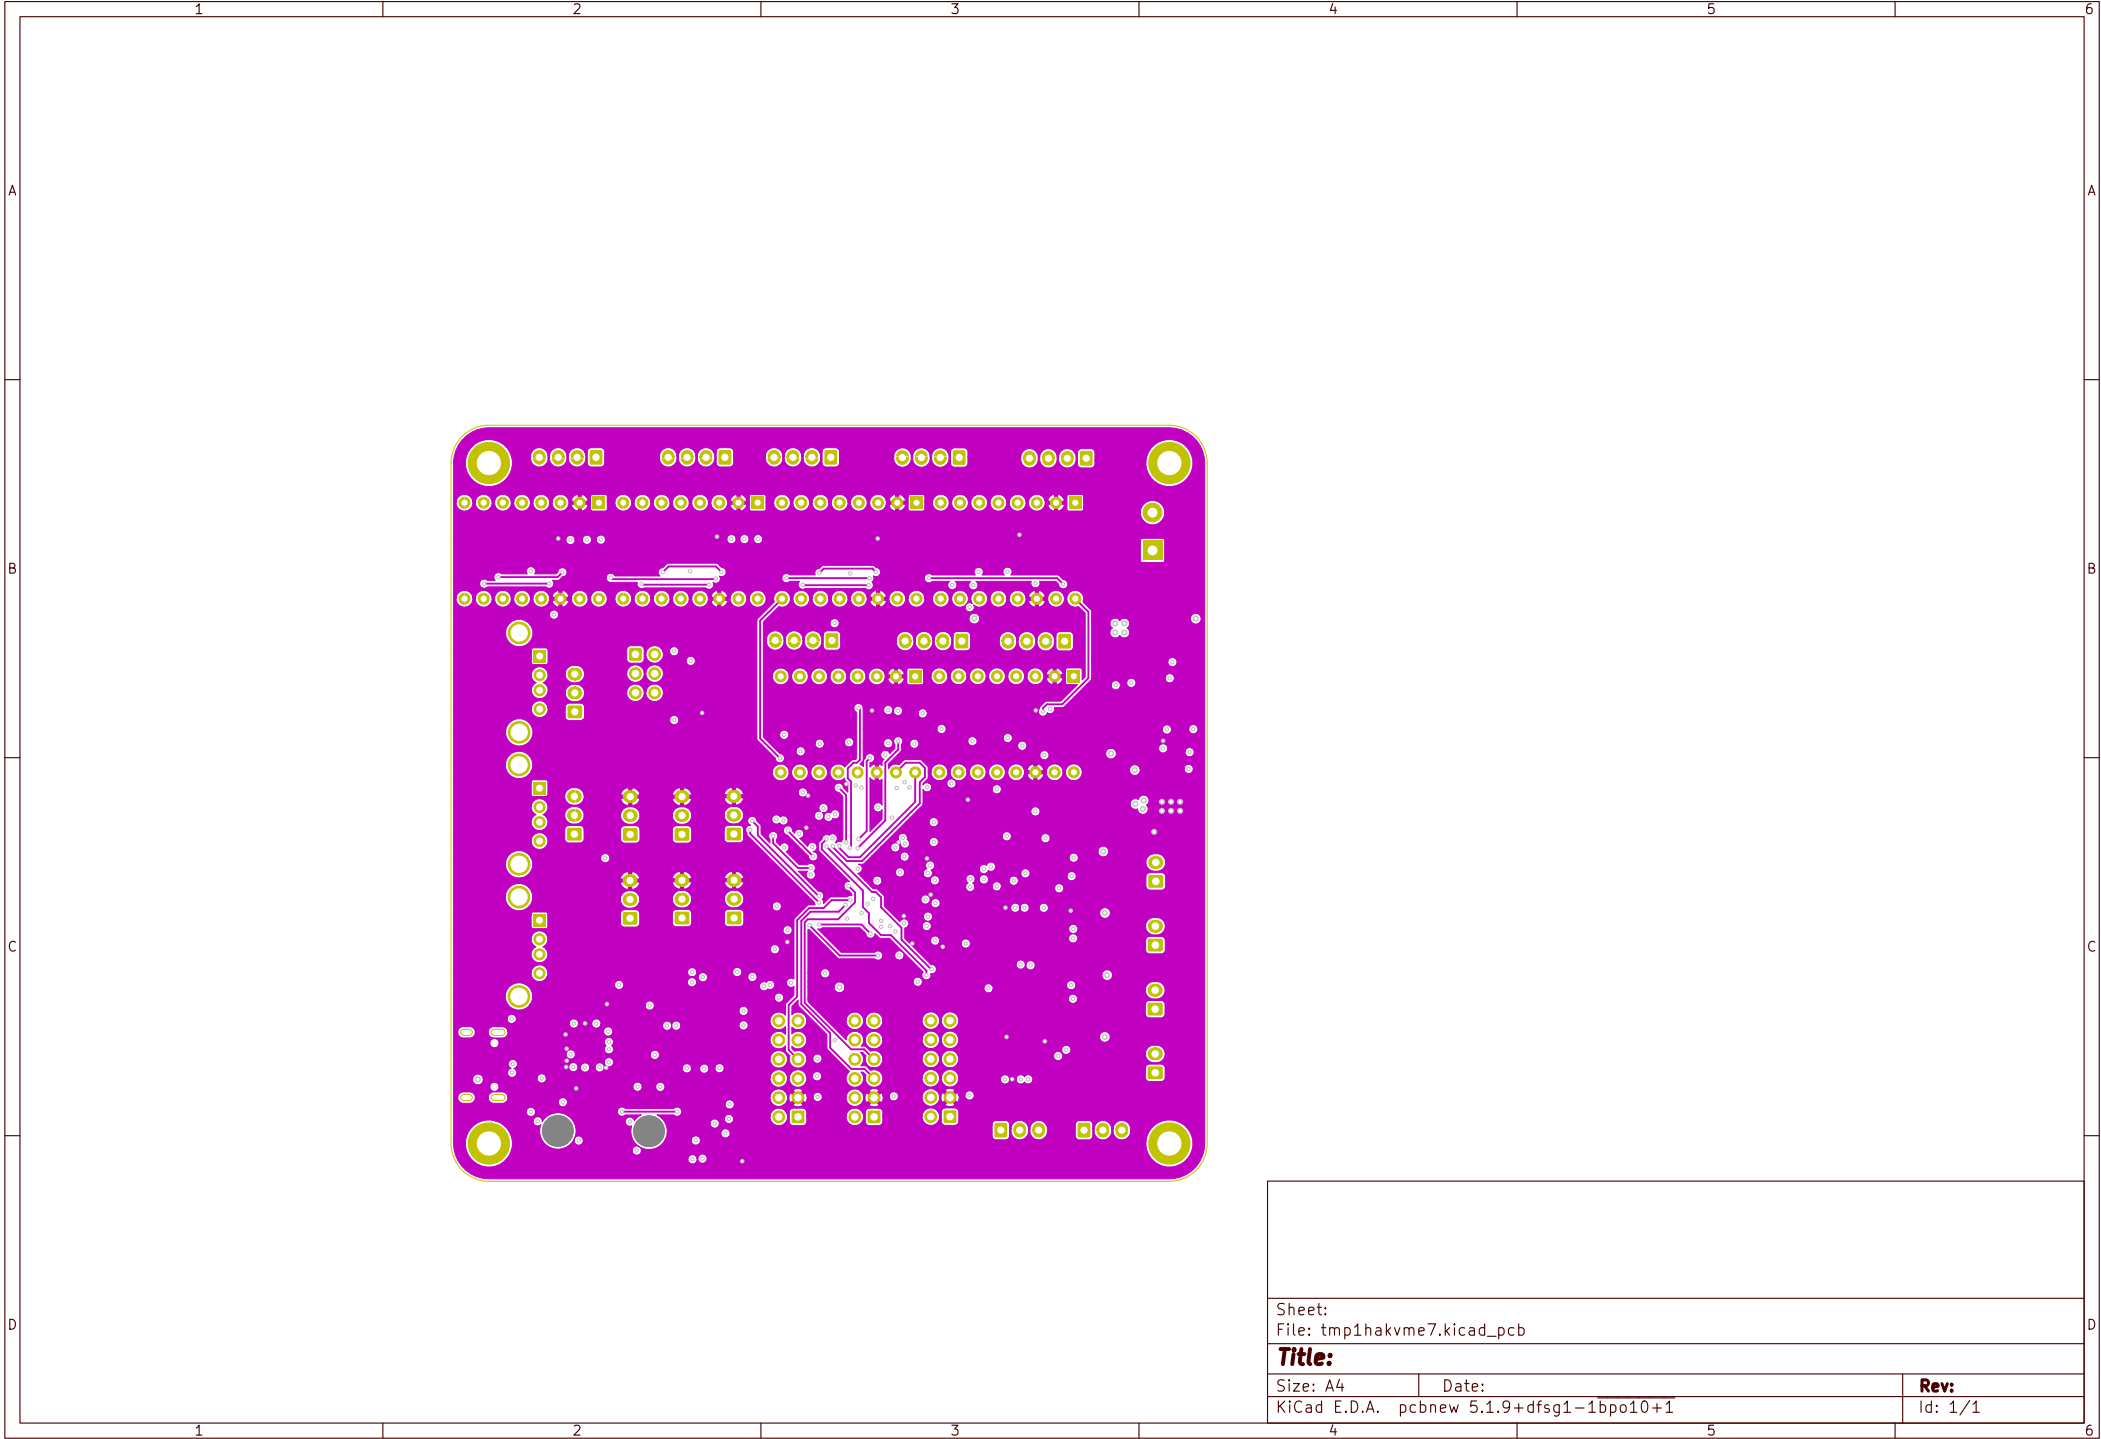 1 2 3 4 5 6
A A
B B
C C
D D
Sheet:
File: tmp1hakvme7.kicad_pcb
Title:
Size: A4 Date: Rev:
KiCad E.D.A. pcbnew 5.1.9+dfsg1-1bpo10+1 Id: 1/1
1 2 3 4 5 6